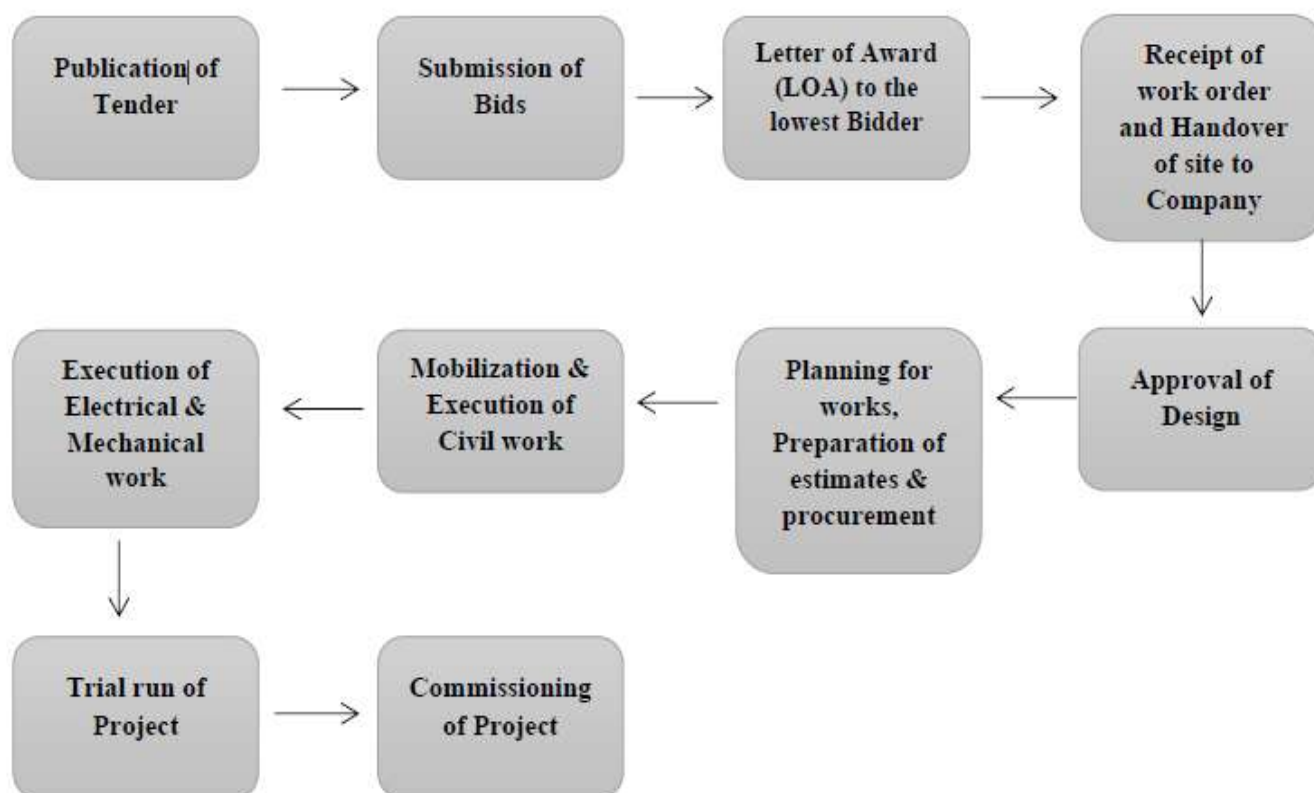 Publication of
Tender
Submission of
Bids
Letter of Award
(LOA) to the
lowest Bidder
Receipt of
work order
and Handover
of site to
Company
Approval of
Design
Planning for
works,
Preparation of
estimates &
procurement
Mobilization &
Execution of
Civil work
Execution of
Electrical &
Mechanical
work
Trial run of
Project
Commissioning
of Project